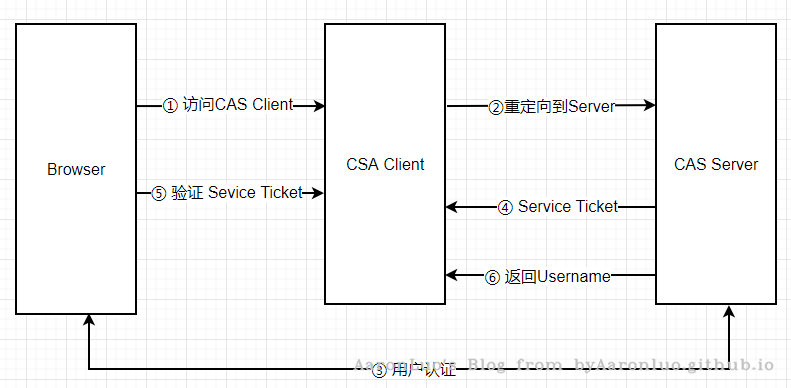 ① 访问CAS Client
②重定向到Server
Browser
CSA Client
CAS Server
⑤ 验证 Sevice Ticket
④ Service Ticket
⑥ 返回Username
③ 用户认证
Blog from byAaronluo.github.io